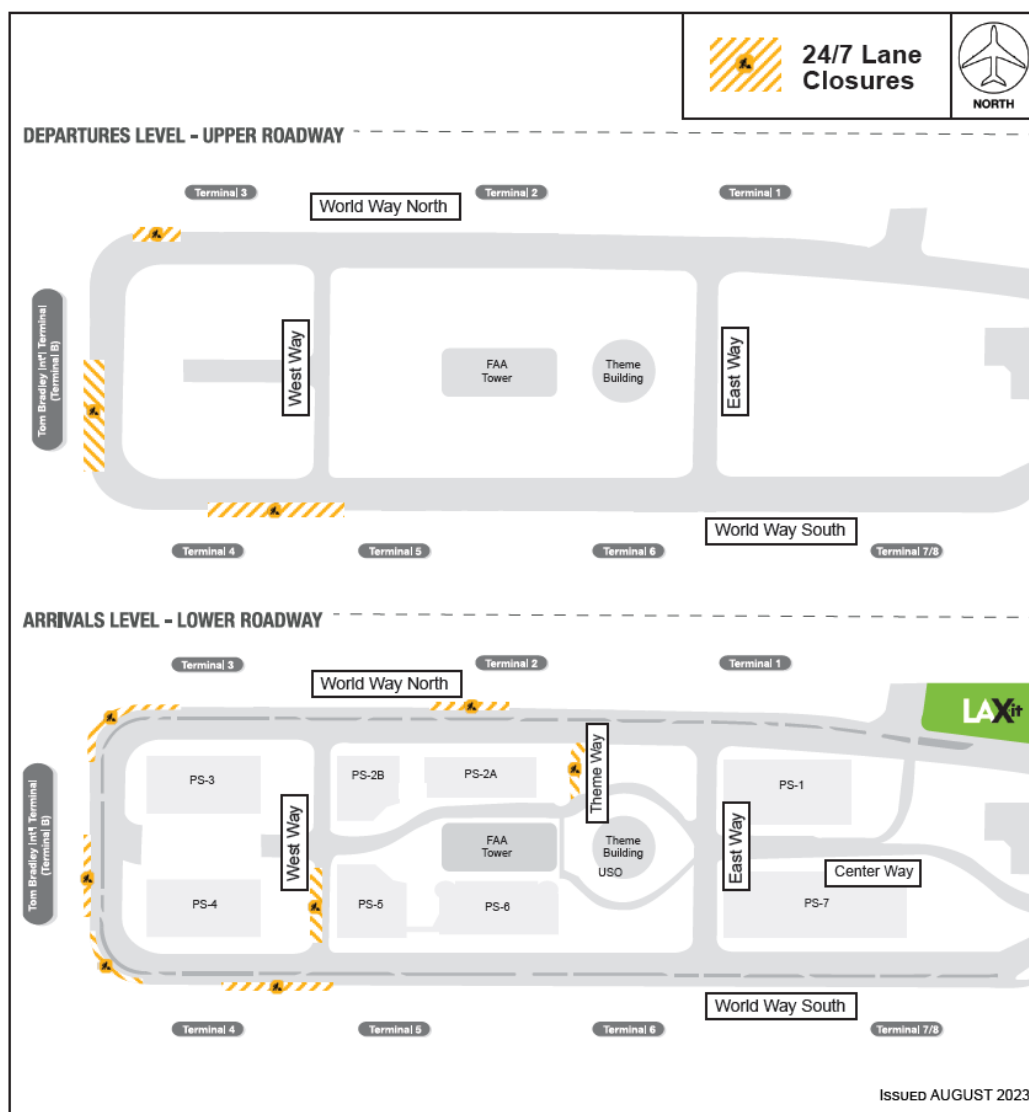 24/7 Lane
Closures
NORTH
DEPARTURES LEVEL - UPPER ROADWAY
Terminal 3
Terminal 2
Terminal 1
World Way North
Tom Bradley Int'l Terminal
(Terminal B)
West Way
FAA
Tower
Theme
Building
East Way
World Way South
Terminal 4
Terminal 5
Terminal 6
Terminal 7/8
ARRIVALS LEVEL - LOWER ROADWAY
Terminal 3
Terminal 2
Terminal 1
World Way North
LAXit
PS-3
PS-2B
PS-2A
Theme Way
PS-1
Tom Bradley Int'l Terminal
(Terminal B)
West Way
FAA
Tower
Theme
Building
USO
East Way
Center Way
PS-4
PS-5
PS-6
PS-7
World Way South
Terminal 4
Terminal 5
Terminal 6
Terminal 7/8
ISSUED AUGUST 2023